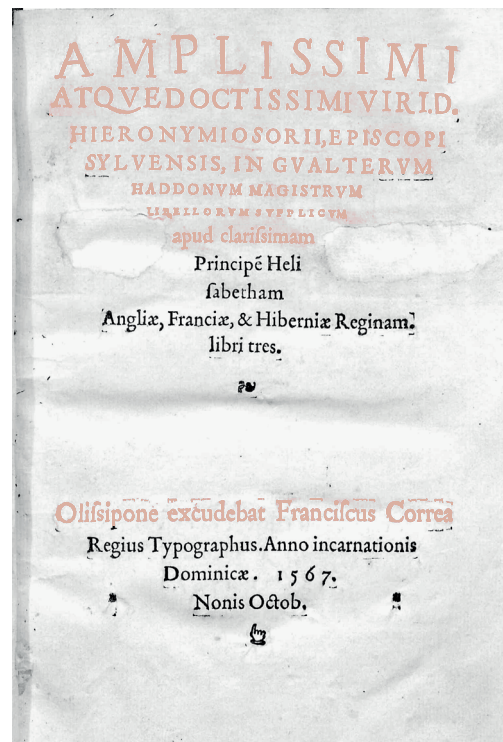 AMPLISSIMI
ATQVE DOCTISSIMI VIRI.D.
HIERONYMI OSORII, EPISCOPI
SYLVENSIS, IN GVALTERVM
HADDONVM MAGISTRVM
LIBELLORVM SVPPLICVM
apud clariſsimam
Principẽ Heli
ſabetham
Angliæ, Franciæ, & Hiberniæ Reginam.
libri tres.
Oliſsipone excudebat Franciſcus Correa
Regius Typographus. Anno incarnationis
Dominicæ. 1567.
Nonis Octob.